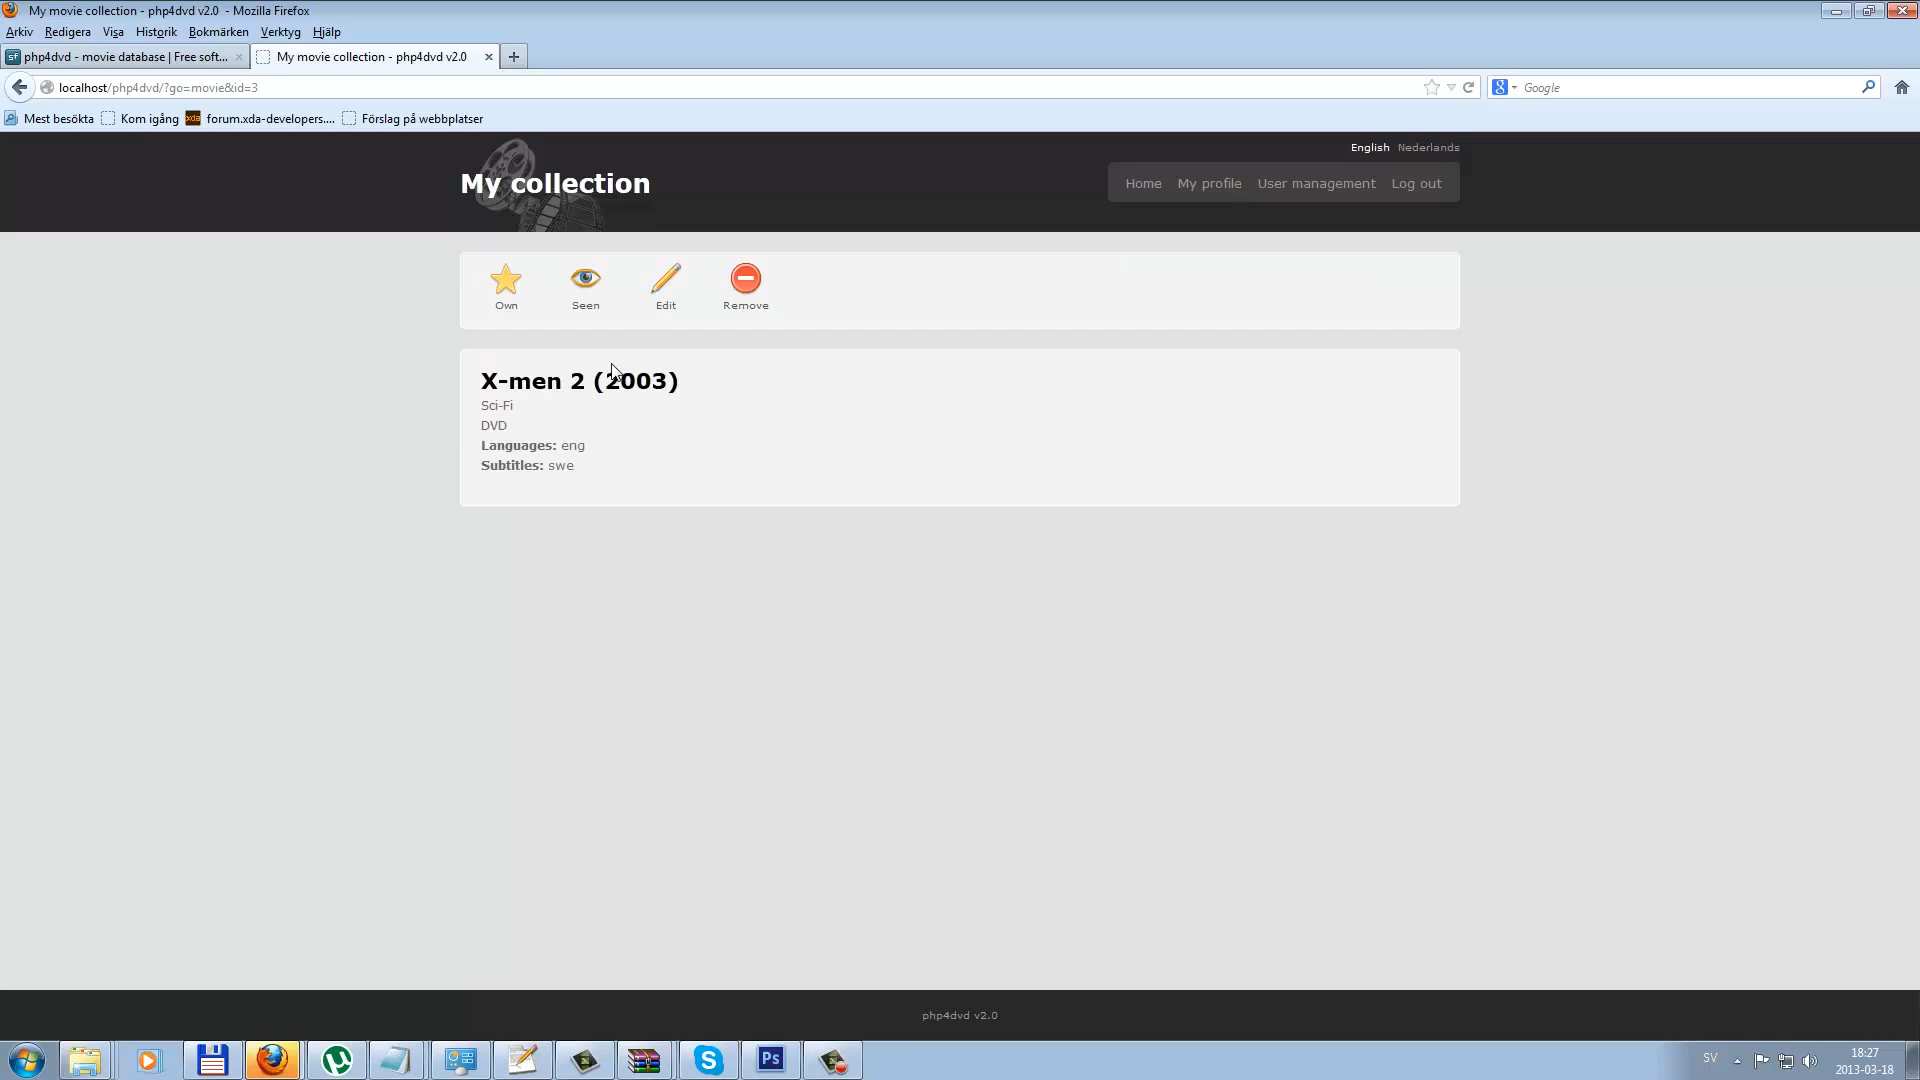 My movie collection - php4dvd v2.0 - Mozilla Firefox
Arkiv Redigera Visa Historik Bokmärken Verktyg Hjälp
php4dvd - movie database | Free soft... My movie collection - php4dvd v2.0
localhost/php4dvd/?go=movie&id=3 Google
Mest besökta Kom igång forum.xda-developers.... Förslag på webbplatser
English Nederlands
My collection
Home My profile User management Log out
Own Seen Edit Remove
X-men 2 (2003)
Sci-Fi
DVD
Languages: eng
Subtitles: swe
php4dvd v2.0
SV 18:27
2013-03-18